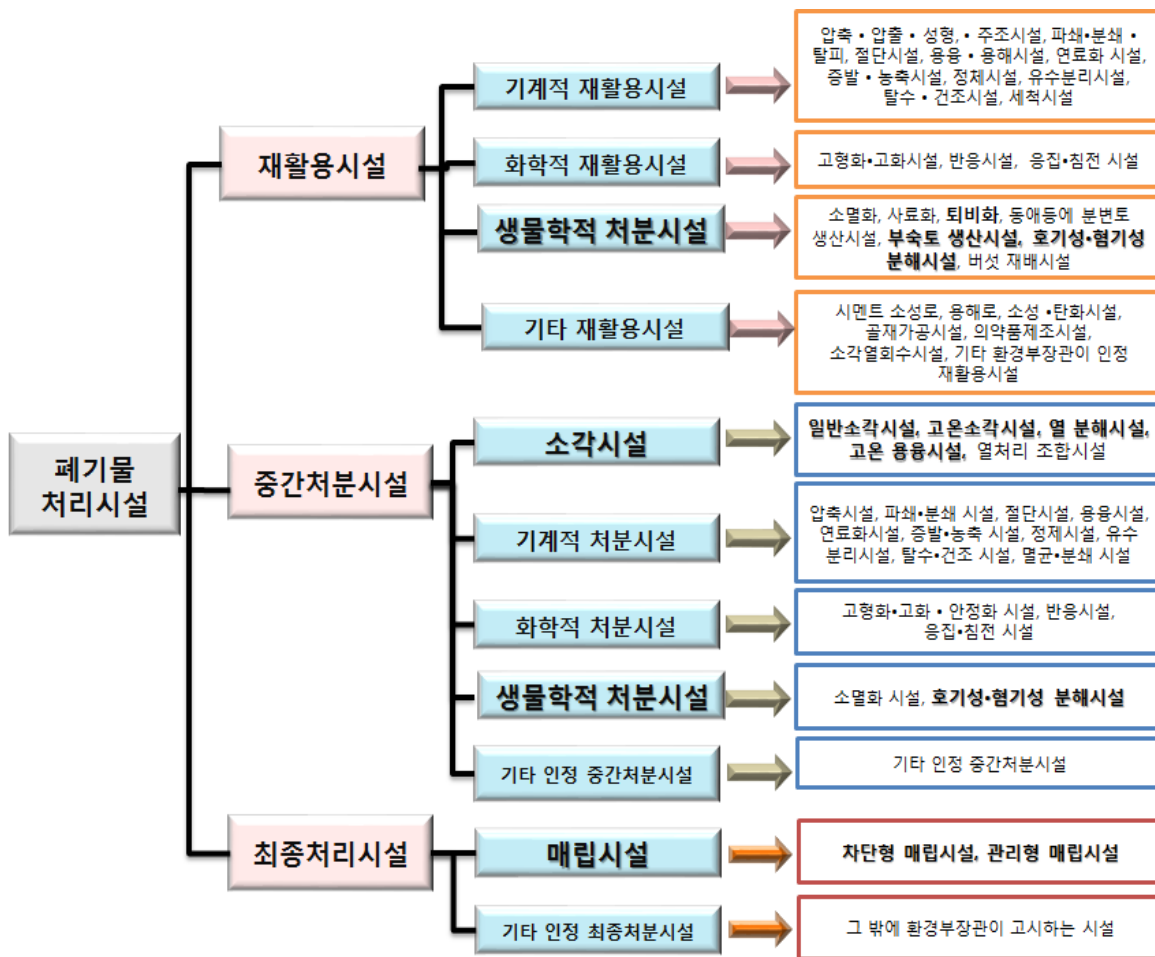 폐기물
처리시설
재활용시설
기계적 재활용시설
압축 • 압출 • 성형, • 주조시설, 파쇄•분쇄 •
탈피, 절단시설, 용융 • 용해시설, 연료화 시설,
증발 • 농축시설, 정체시설, 유수분리시설,
탈수 • 건조시설, 세척시설
화학적 재활용시설
고형화•고화시설, 반응시설, 응집•침전 시설
생물학적 처분시설
소멸화, 사료화, 퇴비화, 동애등에 분변토
생산시설, 부숙토 생산시설, 호기성•혐기성
분해시설, 버섯 재배시설
기타 재활용시설
시멘트 소성로, 용해로, 소성 •탄화시설,
골재가공시설, 의약품제조시설,
소각열회수시설, 기타 환경부장관이 인정
재활용시설
중간처분시설
소각시설
일반소각시설, 고온소각시설, 열 분해시설,
고온 용융시설, 열처리 조합시설
기계적 처분시설
압축시설, 파쇄•분쇄 시설, 절단시설, 용융시설,
연료화시설, 증발•농축 시설, 정제시설, 유수
분리시설, 탈수•건조 시설, 멸균•분쇄 시설
화학적 처분시설
고형화•고화 • 안정화 시설, 반응시설,
응집•침전 시설
생물학적 처분시설
소멸화 시설, 호기성•혐기성 분해시설
기타 인정 중간처분시설
기타 인정 중간처분시설
최종처리시설
매립시설
차단형 매립시설, 관리형 매립시설
기타 인정 최종처분시설
그 밖에 환경부장관이 고시하는 시설